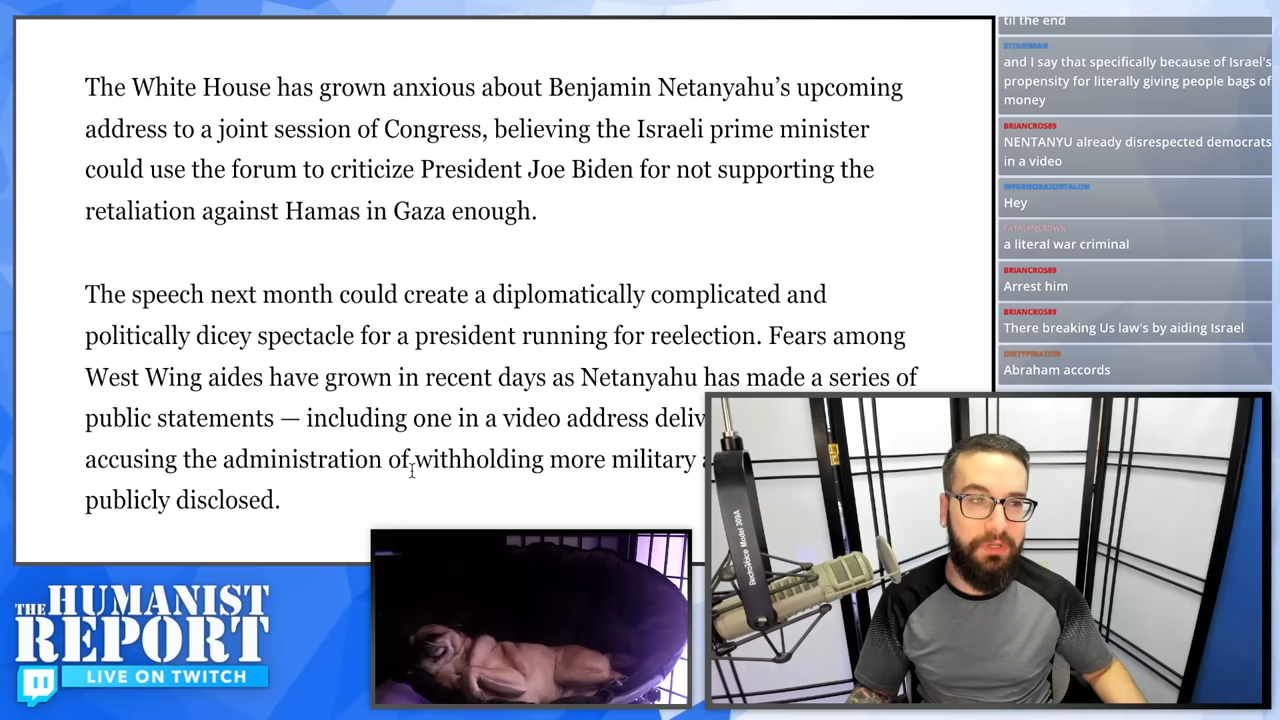 The White House has grown anxious about Benjamin Netanyahu’s upcoming
address to a joint session of Congress, believing the Israeli prime minister
could use the forum to criticize President Joe Biden for not supporting the
retaliation against Hamas in Gaza enough.
The speech next month could create a diplomatically complicated and
politically dicey spectacle for a president running for reelection. Fears among
West Wing aides have grown in recent days as Netanyahu has made a series of
public statements — including one in a video address deliv
accusing the administration of withholding more military
publicly disclosed.
til the end
STOUDMAN
and I say that specifically because of Israel's
propensity for literally giving people bags of
money
BRIANCROS89
NENTANYU already disrespected democrats
in a video
INFERNORAZORTALON
Hey
FATALMELTDWN
a literal war criminal
BRIANCROS89
Arrest him
BRIANCROS89
There breaking Us law's by aiding Israel
DIRTYPIRATE59
Abraham accords
ElectroVoice Model 309A
THE HUMANIST
REPORT
LIVE ON TWITCH